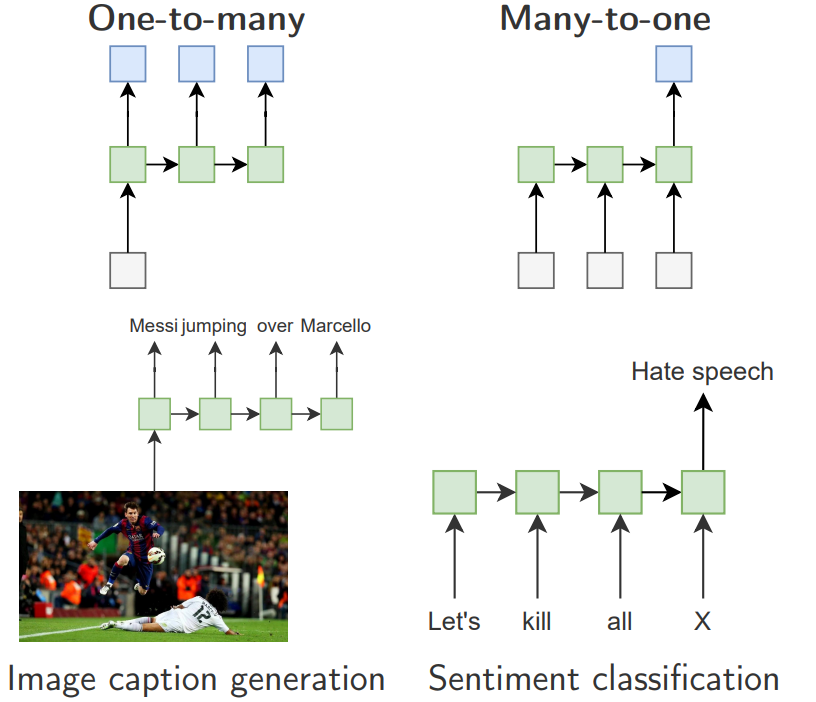 One-to-many
Many-to-one
Messi jumping over Marcello
Hate speech
Let's kill all X
12
Image caption generation
Sentiment classification